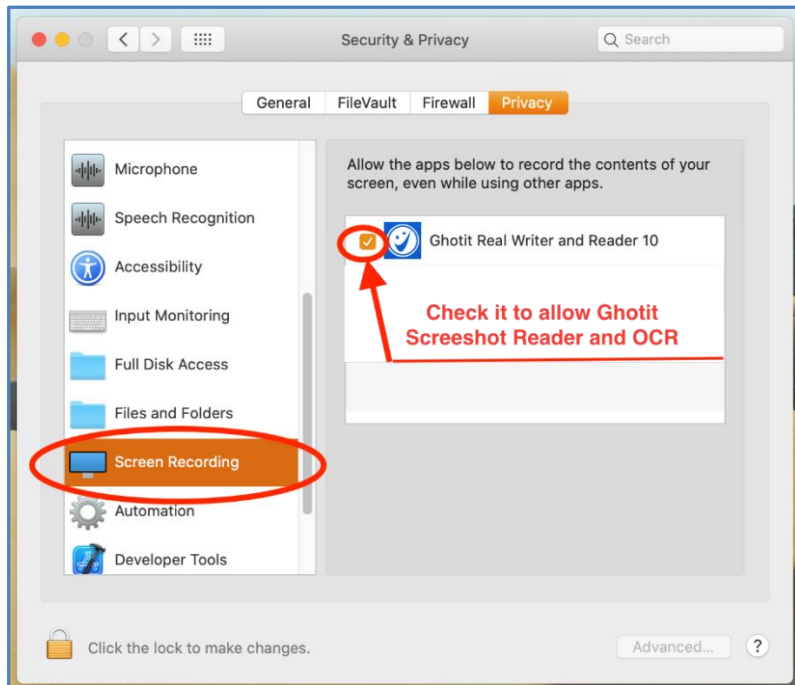 Security & Privacy
Search
General
FileVault
Firewall
Privacy
Microphone
Speech Recognition
Accessibility
Input Monitoring
Full Disk Access
Files and Folders
Screen Recording
Automation
Developer Tools
Allow the apps below to record the contents of your
screen, even while using other apps.
Ghotit Real Writer and Reader 10
Check it to allow Ghotit
Screeshot Reader and OCR
Click the lock to make changes.
Advanced...
?